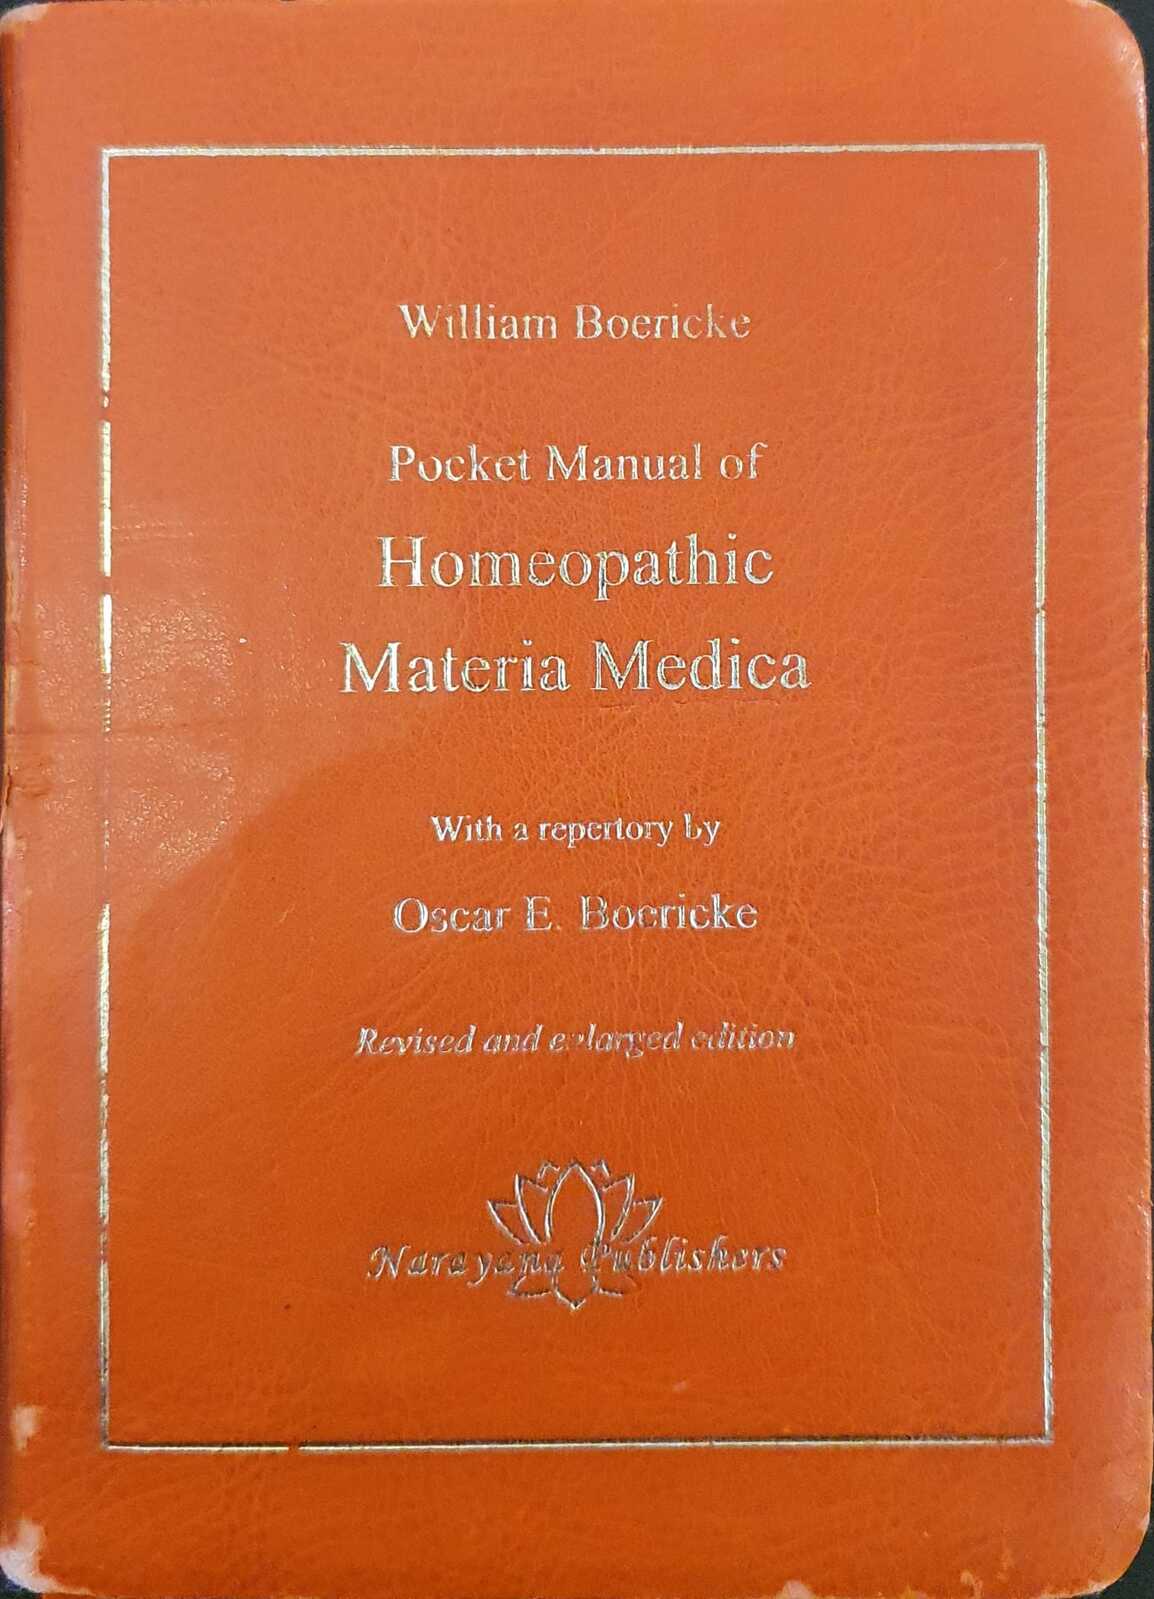 William Boericke
Pocket Manual of
Homeopathic
Materia Medica
With a repertory by
Oscar E. Boericke
Revised and enlarged edition
Narayana Publishers